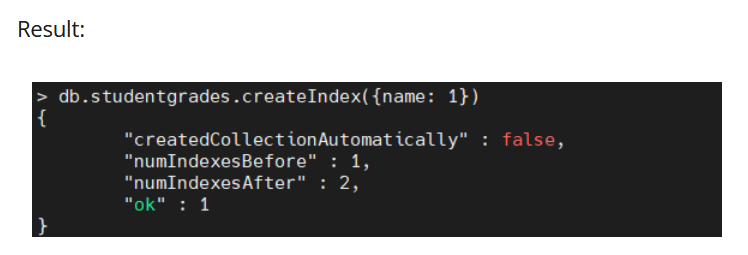 Result:
> db.studentgrades.createIndex({name: 1})
{
"createdCollectionAutomatically" : false,
"numIndexesBefore" : 1,
"numIndexesAfter" : 2,
"ok" : 1
}